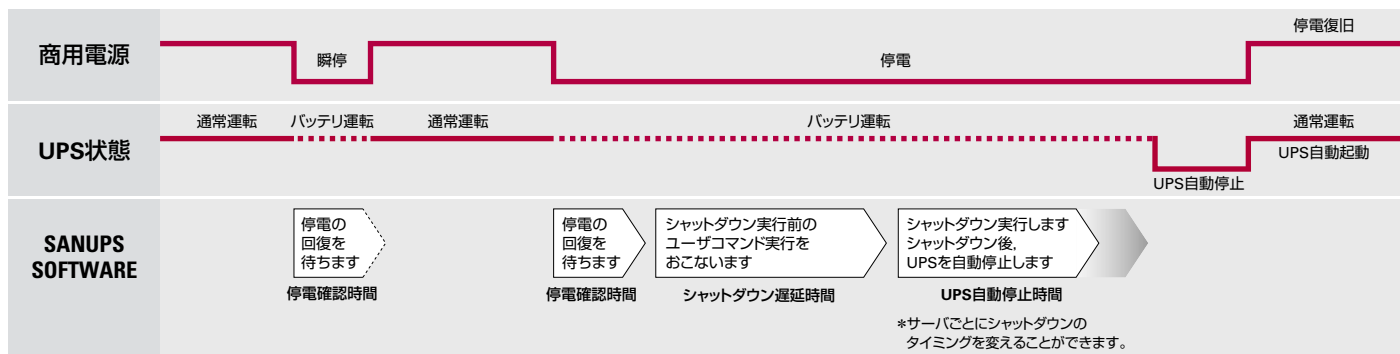 商用電源
瞬停
停電
停電復旧
UPS状態
通常運転
バッテリ運転
通常運転
バッテリ運転
UPS自動停止
通常運転
UPS自動起動
SANUPS
SOFTWARE
停電の
回復を
待ちます
停電確認時間
停電の
回復を
待ちます
停電確認時間
シャットダウン実行前の
ユーザコマンド実行を
おこないます
シャットダウン遅延時間
シャットダウン実行します
シャットダウン後,
UPSを自動停止します
UPS自動停止時間
*サーバごとにシャットダウンの
タイミングを変えることができます。